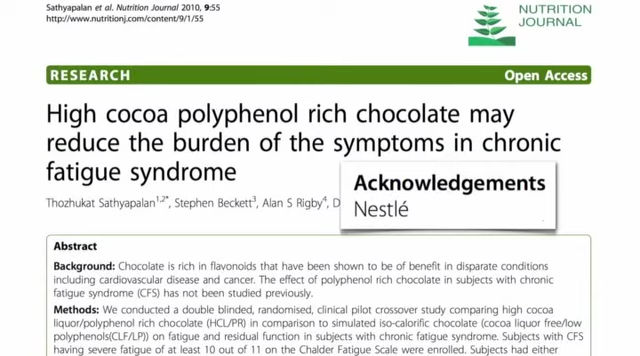 Sathyapalan et al. Nutrition Journal 2010, 9:55
http://www.nutritionj.com/content/9/1/55
NUTRITION
JOURNAL
RESEARCH
Open Access
High cocoa polyphenol rich chocolate may
reduce the burden of the symptoms in chronic
fatigue syndrome
Thozhukat Sathyapalan1,2*, Stephen Beckett3, Alan S Rigby4, D
Acknowledgements
Nestlé
Abstract
Background: Chocolate is rich in flavonoids that have been shown to be of benefit in disparate conditions
including cardiovascular disease and cancer. The effect of polyphenol rich chocolate in subjects with chronic
fatigue syndrome (CFS) has not been studied previously.
Methods: We conducted a double blinded, randomised, clinical pilot crossover study comparing high cocoa
liquor/polyphenol rich chocolate (HCL/PR) in comparison to simulated iso-calorific chocolate (cocoa liquor free/low
polyphenols(CLF/LP)) on fatigue and residual function in subjects with chronic fatigue syndrome. Subjects with CFS
having severe fatigue of at least 10 out of 11 on the Chalder Fatigue Scale were enrolled. Subjects had either